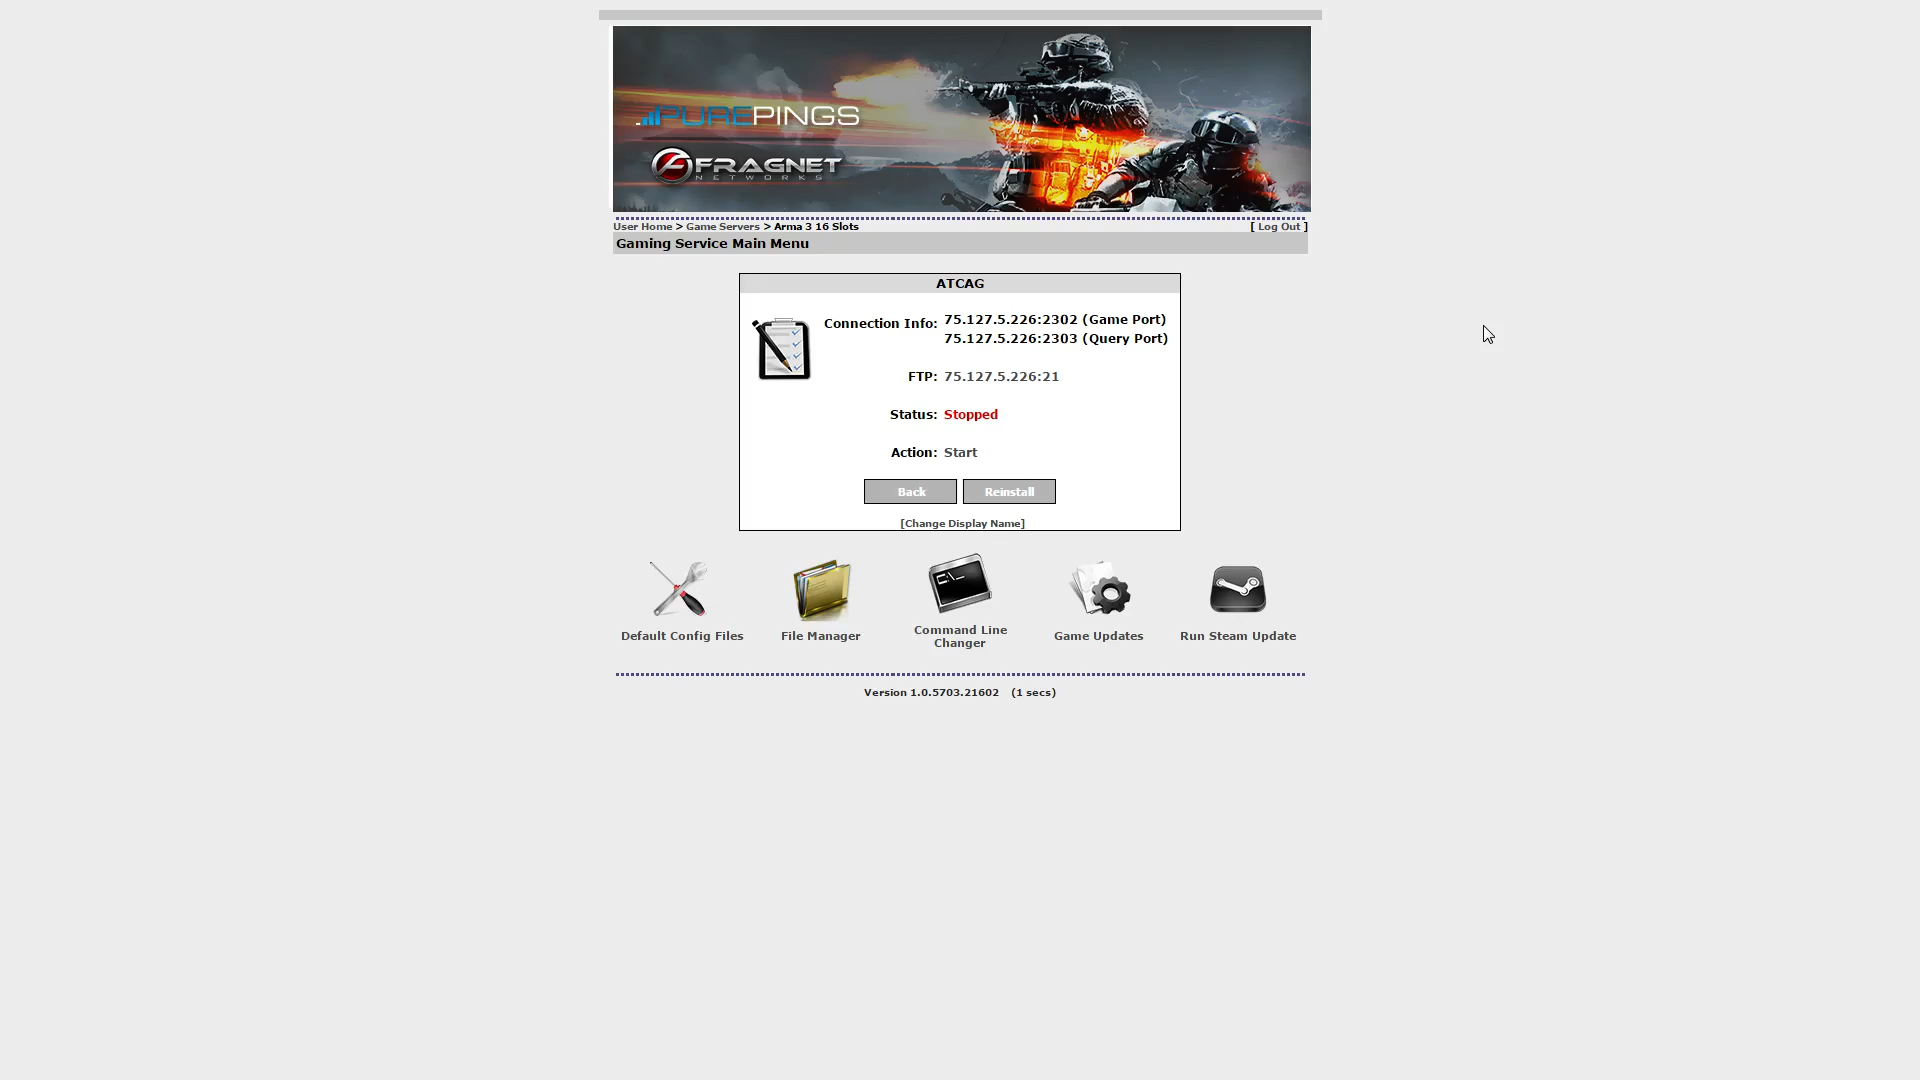 PUREPINGS
FRAGNET
NETWORKS
User Home > Game Servers > Arma 3 16 Slots
[ Log Out ]
Gaming Service Main Menu
ATCAG
Connection Info: 75.127.5.226:2302 (Game Port)
75.127.5.226:2303 (Query Port)
FTP: 75.127.5.226:21
Status: Stopped
Action: Start
Back Reinstall
[Change Display Name]
C:\_
Default Config Files
File Manager
Command Line
Changer
Game Updates
Run Steam Update
Version 1.0.5703.21602 (1 secs)